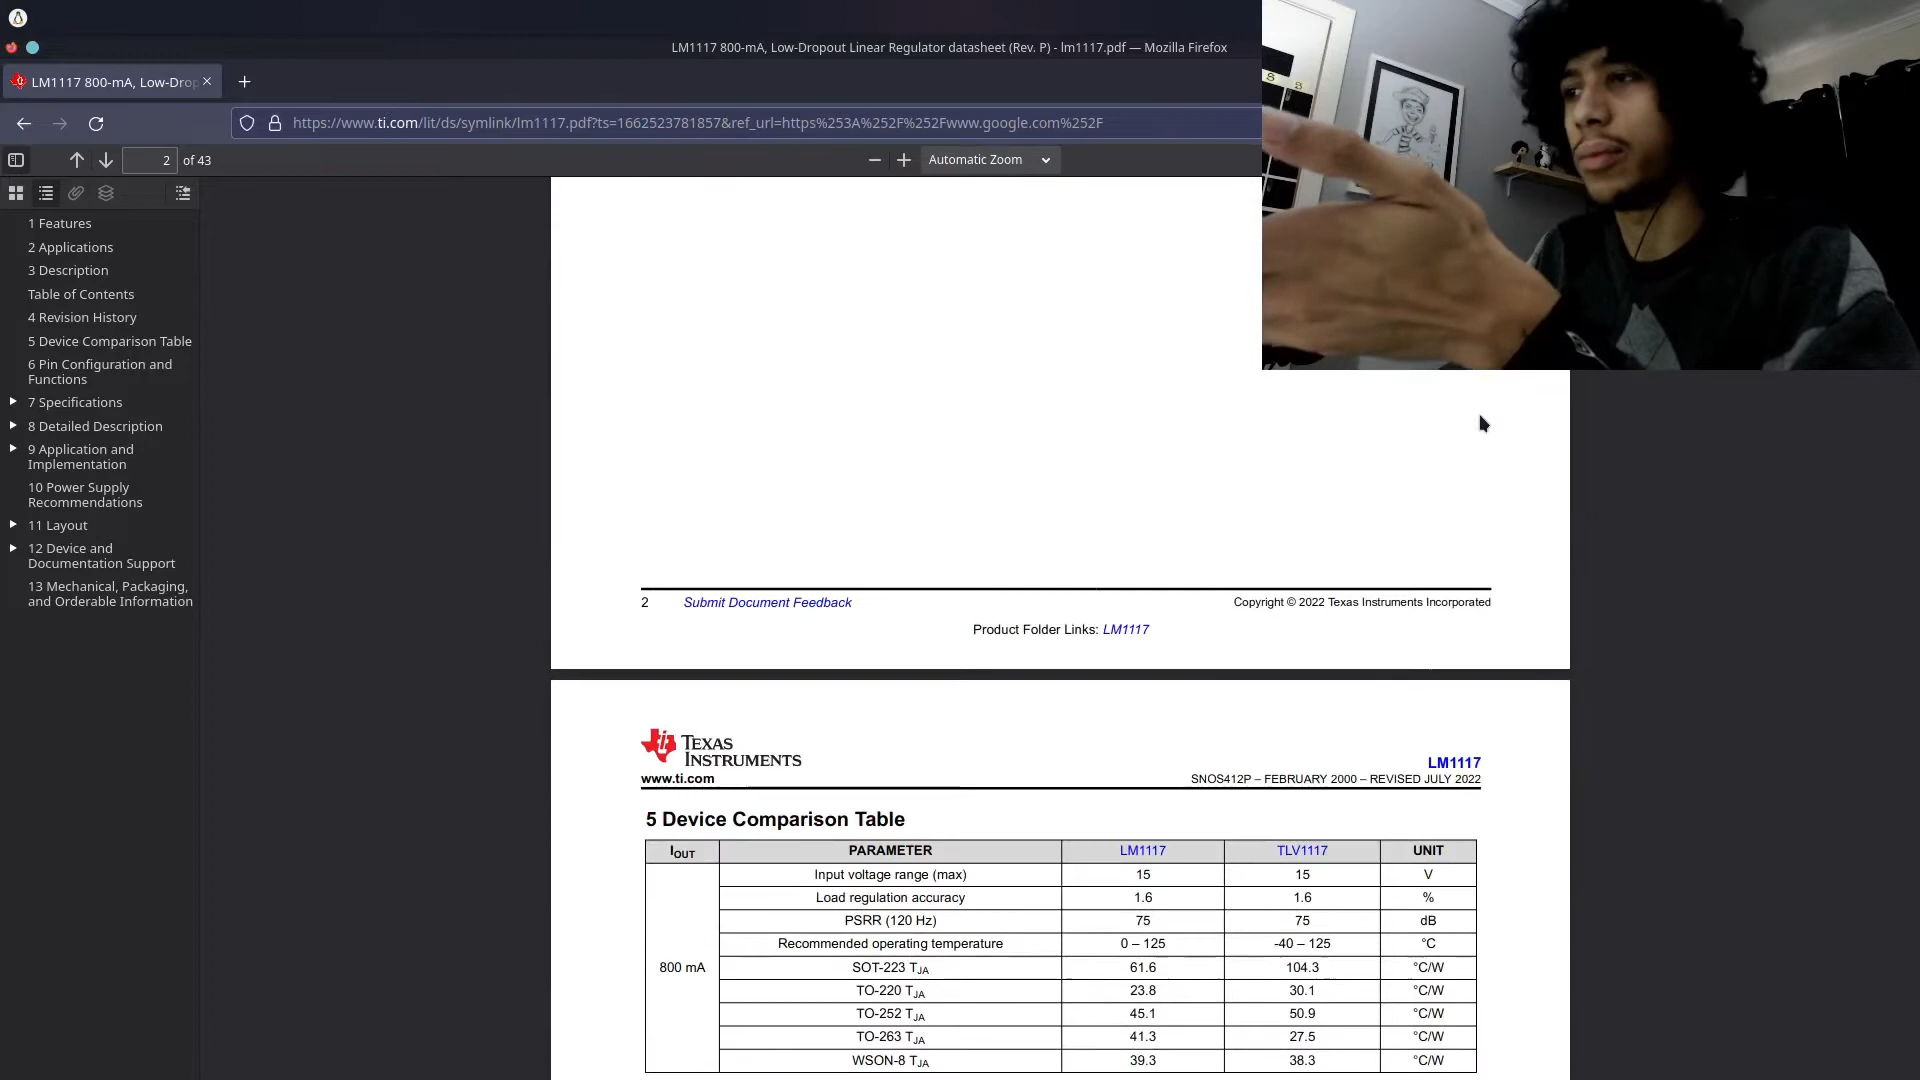 LM1117 800-mA, Low-Dropout Linear Regulator datasheet (Rev. P) - lm1117.pdf — Mozilla Firefox
LM1117 800-mA, Low-Drop
https://www.ti.com/lit/ds/symlink/lm1117.pdf?ts=1662523781857&ref_url=https%253A%252F%252Fwww.google.com%252F
2 of 43
Automatic Zoom
1 Features
2 Applications
3 Description
Table of Contents
4 Revision History
5 Device Comparison Table
6 Pin Configuration and
Functions
7 Specifications
8 Detailed Description
9 Application and
Implementation
10 Power Supply
Recommendations
11 Layout
12 Device and
Documentation Support
13 Mechanical, Packaging,
and Orderable Information
S S
2 Submit Document Feedback Copyright © 2022 Texas Instruments Incorporated
Product Folder Links: LM1117
TEXAS
INSTRUMENTS
www.ti.com
LM1117
SNOS412P – FEBRUARY 2000 – REVISED JULY 2022
5 Device Comparison Table
IOUT PARAMETER LM1117 TLV1117 UNIT
800 mA
Input voltage range (max) 15 15 V
Load regulation accuracy 1.6 1.6 %
PSRR (120 Hz) 75 75 dB
Recommended operating temperature 0 – 125 -40 – 125 °C
SOT-223 TJA 61.6 104.3 °C/W
TO-220 TJA 23.8 30.1 °C/W
TO-252 TJA 45.1 50.9 °C/W
TO-263 TJA 41.3 27.5 °C/W
WSON-8 TJA 39.3 38.3 °C/W